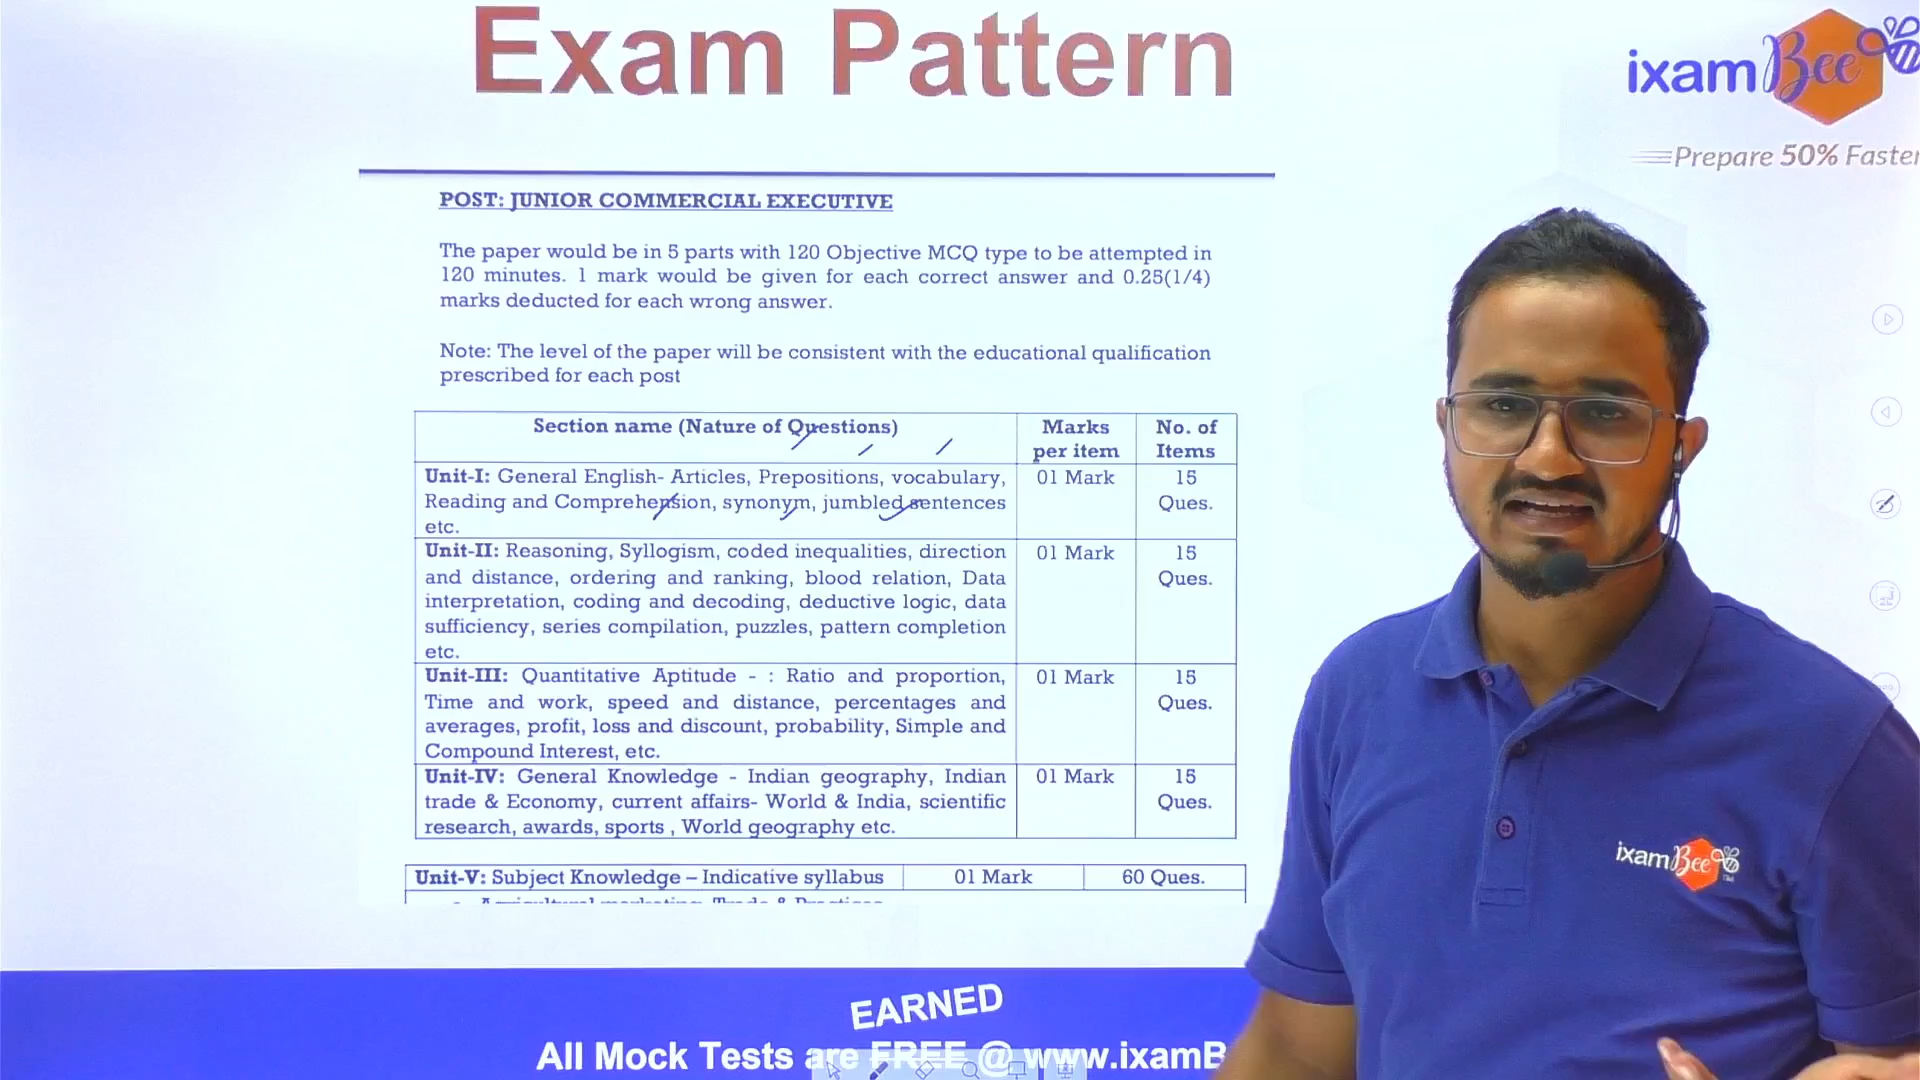 Exam Pattern
ixamBee
Prepare 50% Faster
POST: JUNIOR COMMERCIAL EXECUTIVE
The paper would be in 5 parts with 120 Objective MCQ type to be attempted in
120 minutes. 1 mark would be given for each correct answer and 0.25(1/4)
marks deducted for each wrong answer.
Note: The level of the paper will be consistent with the educational qualification
prescribed for each post
Section name (Nature of Questions) Marks per item No. of Items
Unit-I: General English- Articles, Prepositions, vocabulary,
Reading and Comprehension, synonym, jumbled sentences
etc.
01 Mark
15
Ques.
Unit-II: Reasoning, Syllogism, coded inequalities, direction
and distance, ordering and ranking, blood relation, Data
interpretation, coding and decoding, deductive logic, data
sufficiency, series compilation, puzzles, pattern completion
etc.
01 Mark
15
Ques.
Unit-III: Quantitative Aptitude - : Ratio and proportion,
Time and work, speed and distance, percentages and
averages, profit, loss and discount, probability, Simple and
Compound Interest, etc.
01 Mark
15
Ques.
Unit-IV: General Knowledge - Indian geography, Indian
trade & Economy, current affairs- World & India, scientific
research, awards, sports , World geography etc.
01 Mark
15
Ques.
Unit-V: Subject Knowledge – Indicative syllabus 01 Mark 60 Ques.
EARNED
All Mock Tests are FREE @ www.ixamB
ixamBee